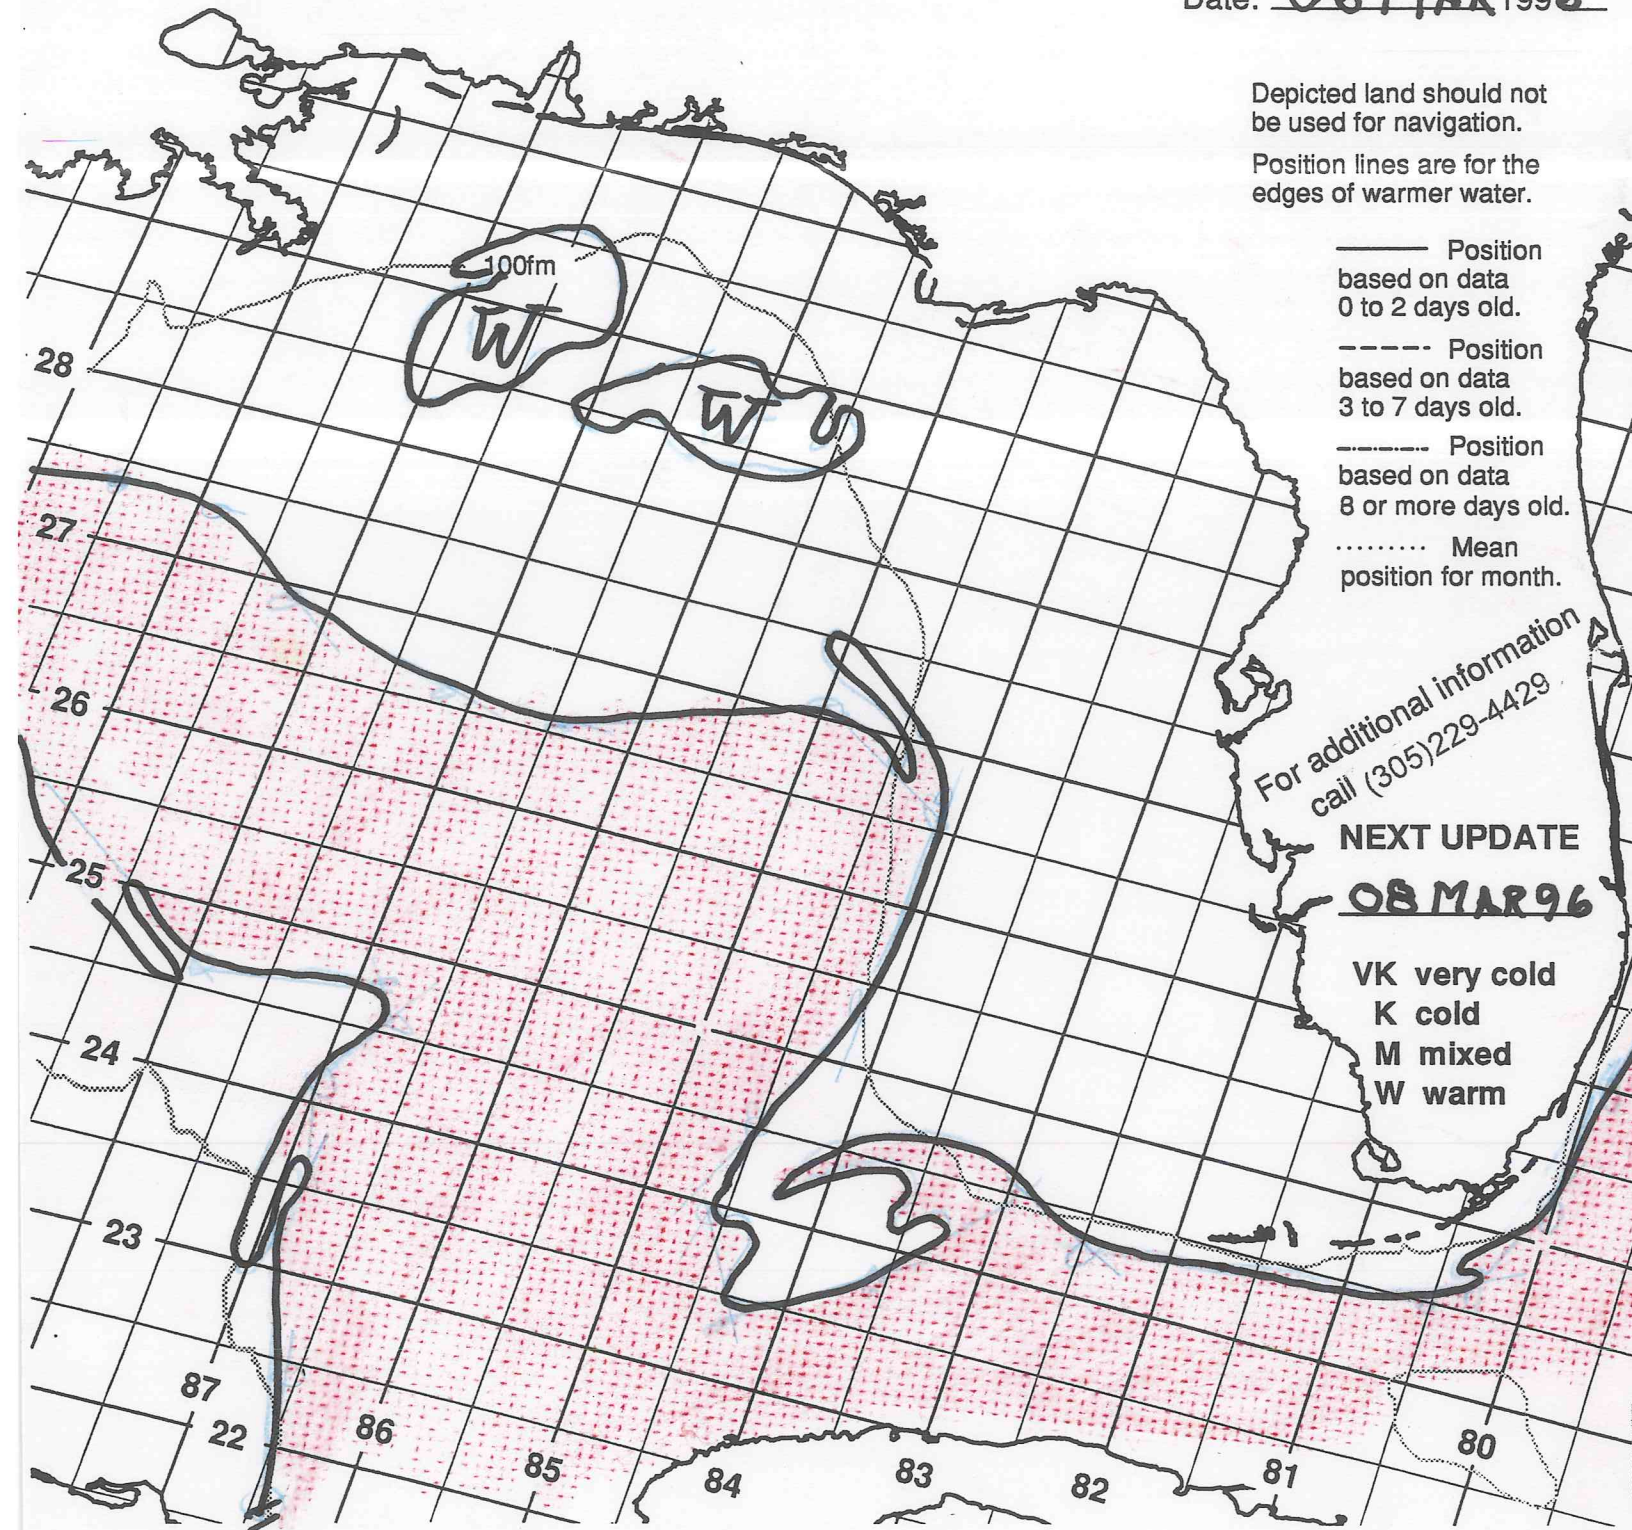 Date: 06 MAR 1996
Depicted land should not
be used for navigation.
Position lines are for the
edges of warmer water.
Position
based on data
0 to 2 days old.
Position
based on data
3 to 7 days old.
Position
based on data
8 or more days old.
Mean
position for month.
For additional information
call (305)229-4429
NEXT UPDATE
08 MAR 96
VK very cold
K cold
M mixed
W warm
100fm
W
W
28
27
26
25
24
23
22
87
86
85
84
83
82
81
80